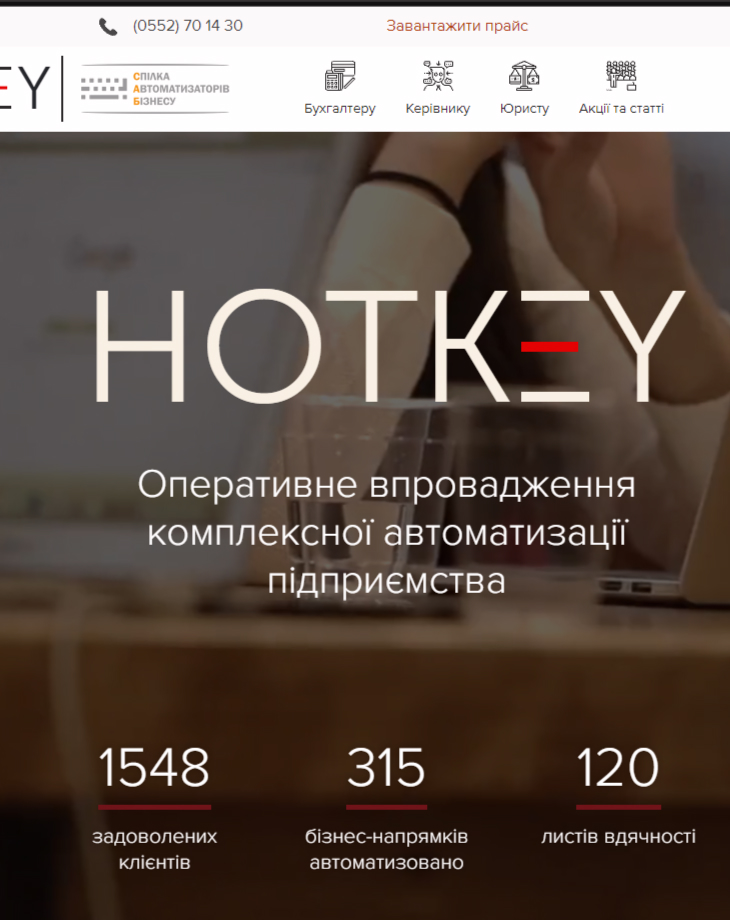 (0552) 70 14 30
Завантажити прайс
EY
СПІЛКА
АВТОМАТИЗАТОРІВ
БІЗНЕСУ
Бухгалтеру
Керівнику
Юристу
Акції та статті
HOTKEY
Оперативне впровадження
комплексної автоматизації
підприємства
1548
315
120
задоволених
клієнтів
бізнес-напрямків
автоматизовано
листів вдячності